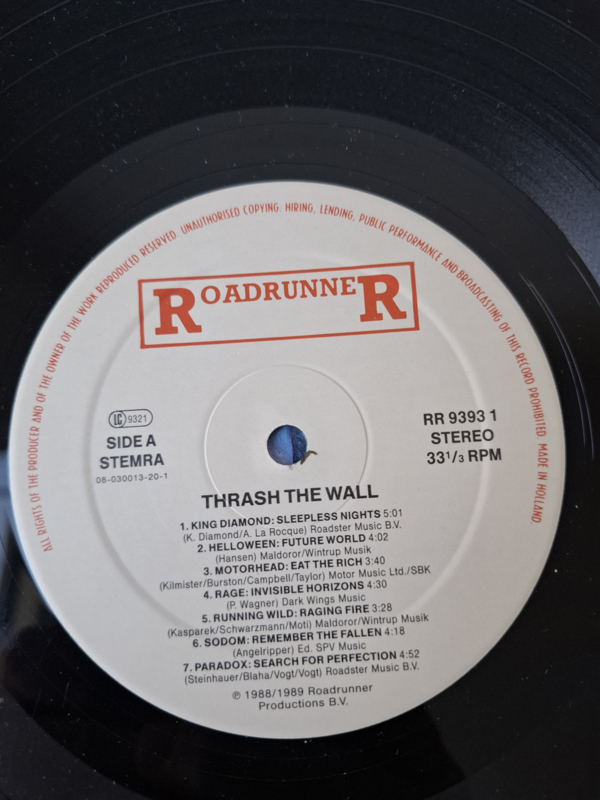 ALL RIGHTS OF THE PRODUCER AND OF THE OWNER OF THE WORK REPRODUCED RESERVED. UNAUTHORISED COPYING, HIRING, LENDING, PUBLIC PERFORMANCE AND BROADCASTING OF THIS RECORD PROHIBITED. MADE IN HOLLAND.
ROADRUNNER
LC 9321
SIDE A
STEMRA
08-030013-20-1
RR 9393 1
STEREO
33 1/3 RPM
THRASH THE WALL
1. KING DIAMOND: SLEEPLESS NIGHTS 5:01
(K. Diamond/A. La Rocque) Roadster Music B.V.
2. HELLOWEEN: FUTURE WORLD 4:02
(Hansen) Maldoror/Wintrup Musik
3. MOTORHEAD: EAT THE RICH 3:40
(Kilmister/Burston/Campbell/Taylor) Motor Music Ltd./SBK
4. RAGE: INVISIBLE HORIZONS 4:30
(P. Wagner) Dark Wings Music
5. RUNNING WILD: RAGING FIRE 3:28
(Kasparek/Schwarzmann/Moti) Maldoror/Wintrup Musik
6. SODOM: REMEMBER THE FALLEN 4:18
(Angelripper) Ed. SPV Music
7. PARADOX: SEARCH FOR PERFECTION 4:52
(Steinhauer/Blaha/Vogt/Vogt) Roadster Music B.V.
℗ 1988/1989 Roadrunner
Productions B.V.